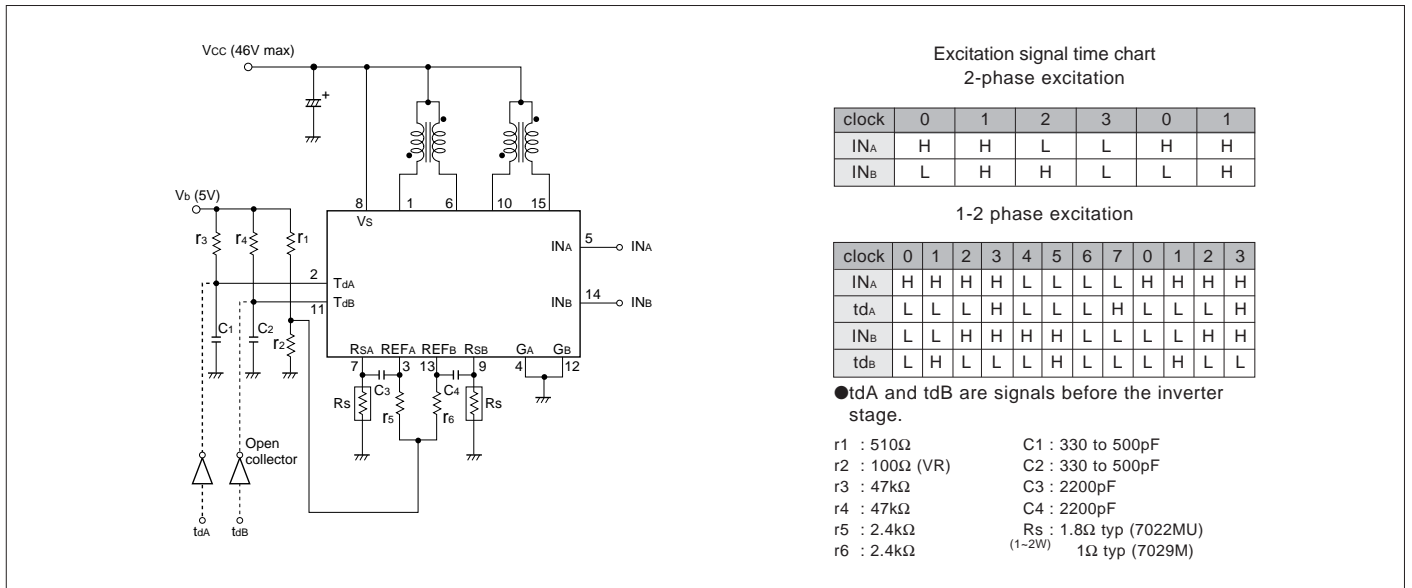 Vcc (46V max)
+
Vb (5V)
r3
r4
r1
8
1
6
10
15
Vs
5
INA
INA
2
TdA
14
TdB
INB
INB
11
C1
C2
r2
RSA
REFA
REFB
RSB
GA
GB
7
3
13
9
4
12
C3
C4
Rs
r5
r6
Rs
Open
collector
tdA
tdB
Excitation signal time chart
2-phase excitation
clock 0 1 2 3 0 1
INA H H L L H H
INB L H H L L H
1-2 phase excitation
clock 0 1 2 3 4 5 6 7 0 1 2 3
INA H H H H L L L L H H H H
tdA L L L H L L L H L L L H
INB L L H H H H L L L L H H
tdB L H L L L H L L L H L L
●tdA and tdB are signals before the inverter
stage.
r1 : 510Ω
r2 : 100Ω (VR)
r3 : 47kΩ
r4 : 47kΩ
r5 : 2.4kΩ
r6 : 2.4kΩ
C1 : 330 to 500pF
C2 : 330 to 500pF
C3 : 2200pF
C4 : 2200pF
Rs : 1.8Ω typ (7022MU)
(1~2W) 1Ω typ (7029M)